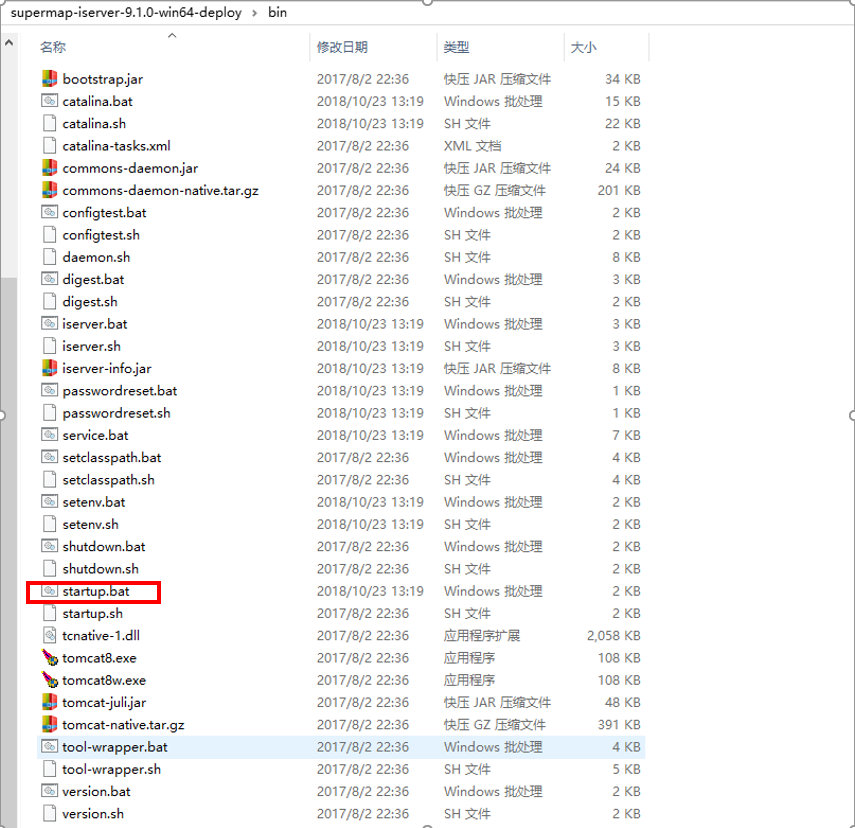 supermap-iserver-9.1.0-win64-deploy › bin
名称 修改日期 类型 大小
bootstrap.jar 2017/8/2 22:36 快压 JAR 压缩文件 34 KB
catalina.bat 2018/10/23 13:19 Windows 批处理 15 KB
catalina.sh 2018/10/23 13:19 SH 文件 22 KB
catalina-tasks.xml 2017/8/2 22:36 XML 文档 2 KB
commons-daemon.jar 2017/8/2 22:36 快压 JAR 压缩文件 24 KB
commons-daemon-native.tar.gz 2017/8/2 22:36 快压 GZ 压缩文件 201 KB
configtest.bat 2017/8/2 22:36 Windows 批处理 2 KB
configtest.sh 2017/8/2 22:36 SH 文件 2 KB
daemon.sh 2017/8/2 22:36 SH 文件 8 KB
digest.bat 2017/8/2 22:36 Windows 批处理 3 KB
digest.sh 2017/8/2 22:36 SH 文件 2 KB
iserver.bat 2018/10/23 13:19 Windows 批处理 3 KB
iserver.sh 2018/10/23 13:19 SH 文件 3 KB
iserver-info.jar 2018/10/23 13:19 快压 JAR 压缩文件 8 KB
passwordreset.bat 2018/10/23 13:19 Windows 批处理 1 KB
passwordreset.sh 2018/10/23 13:19 SH 文件 1 KB
service.bat 2018/10/23 13:19 Windows 批处理 7 KB
setclasspath.bat 2017/8/2 22:36 Windows 批处理 4 KB
setclasspath.sh 2017/8/2 22:36 SH 文件 4 KB
setenv.bat 2018/10/23 13:19 Windows 批处理 2 KB
setenv.sh 2018/10/23 13:19 SH 文件 2 KB
shutdown.bat 2017/8/2 22:36 Windows 批处理 2 KB
shutdown.sh 2017/8/2 22:36 SH 文件 2 KB
startup.bat 2018/10/23 13:19 Windows 批处理 2 KB
startup.sh 2017/8/2 22:36 SH 文件 2 KB
tcnative-1.dll 2017/8/2 22:36 应用程序扩展 2,058 KB
tomcat8.exe 2017/8/2 22:36 应用程序 108 KB
tomcat8w.exe 2017/8/2 22:36 应用程序 108 KB
tomcat-juli.jar 2017/8/2 22:36 快压 JAR 压缩文件 48 KB
tomcat-native.tar.gz 2017/8/2 22:36 快压 GZ 压缩文件 391 KB
tool-wrapper.bat 2017/8/2 22:36 Windows 批处理 4 KB
tool-wrapper.sh 2017/8/2 22:36 SH 文件 5 KB
version.bat 2017/8/2 22:36 Windows 批处理 2 KB
version.sh 2017/8/2 22:36 SH 文件 2 KB